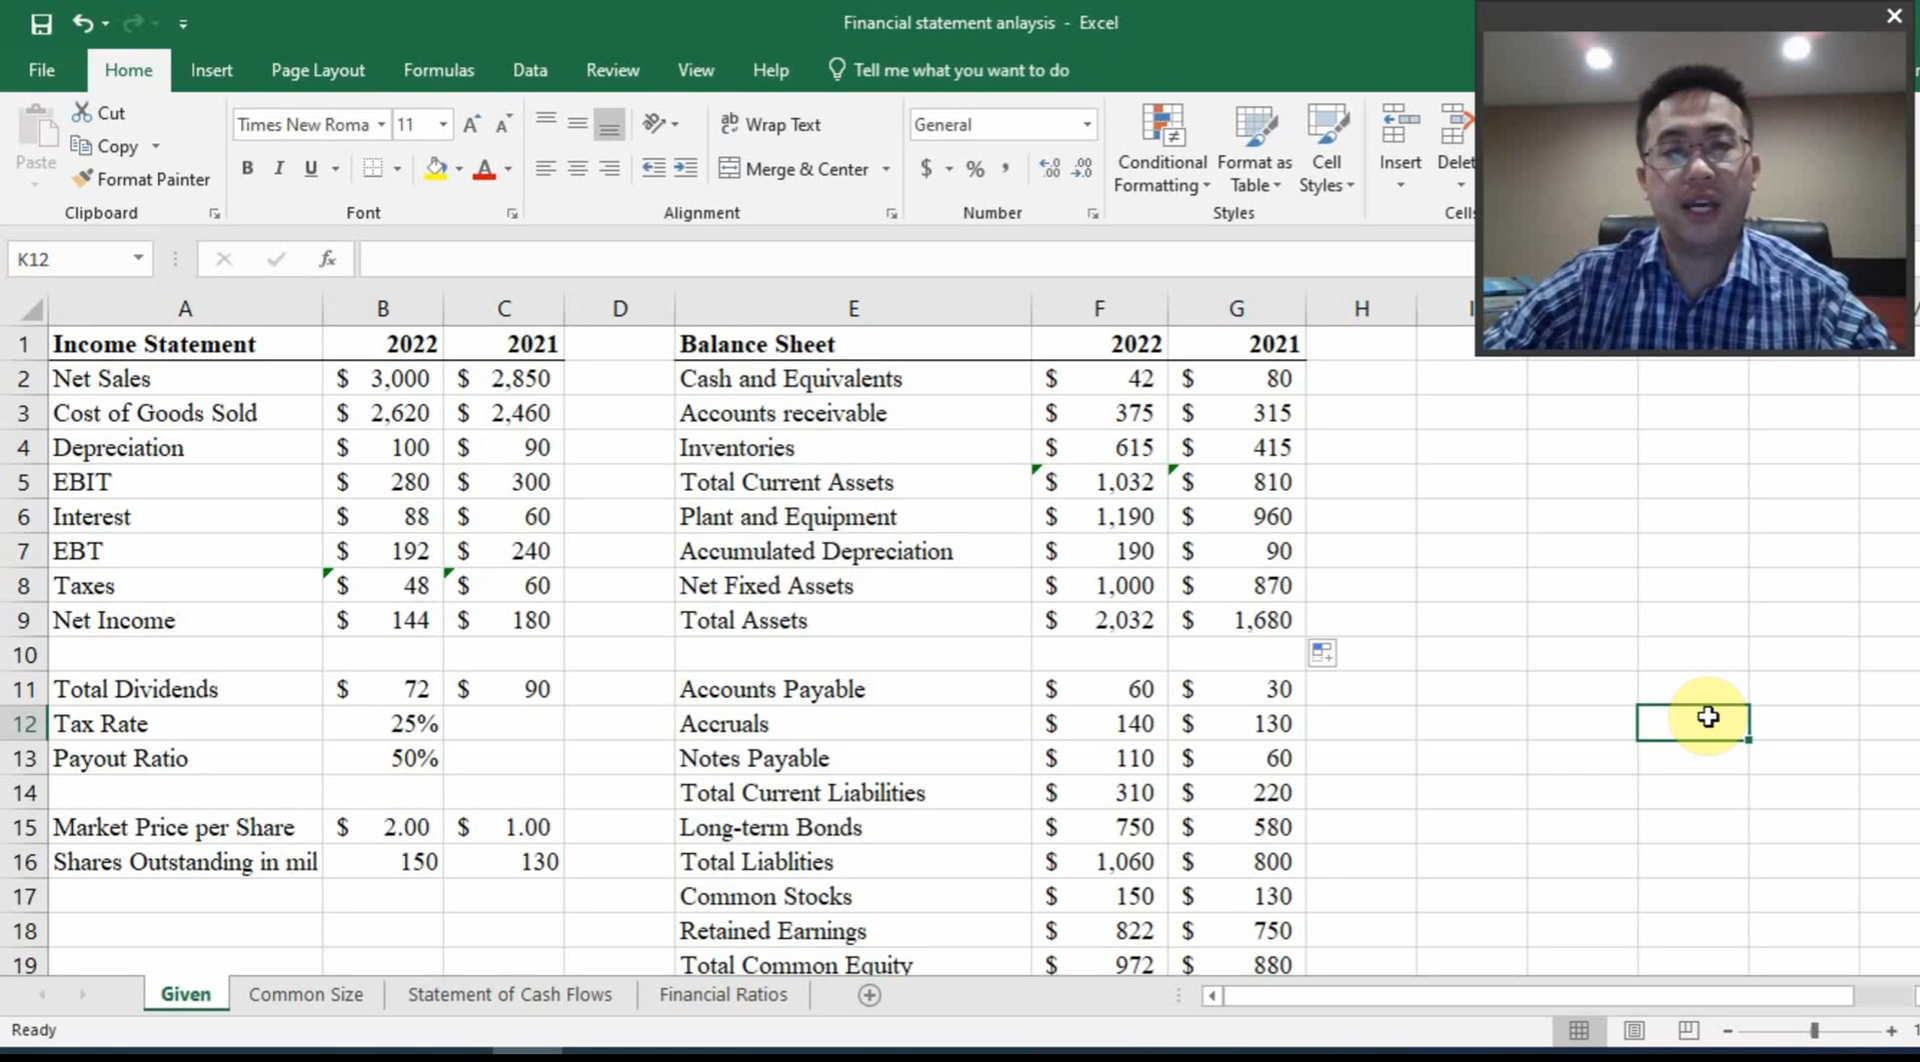 Financial statement anlaysis - Excel
File Home Insert Page Layout Formulas Data Review View Help Tell me what you want to do
Paste
Cut
Copy
Format Painter
Clipboard
Times New Roma 11
B I U
Font
Wrap Text
Merge & Center
Alignment
General
$ % ,
Number
Conditional Formatting
Format as Table
Cell Styles
Styles
Insert
Delet
Cells
K12 fx
A B C D E F G H
1 Income Statement 2022 2021 Balance Sheet 2022 2021
2 Net Sales $ 3,000 $ 2,850 Cash and Equivalents $ 42 $ 80
3 Cost of Goods Sold $ 2,620 $ 2,460 Accounts receivable $ 375 $ 315
4 Depreciation $ 100 $ 90 Inventories $ 615 $ 415
5 EBIT $ 280 $ 300 Total Current Assets $ 1,032 $ 810
6 Interest $ 88 $ 60 Plant and Equipment $ 1,190 $ 960
7 EBT $ 192 $ 240 Accumulated Depreciation $ 190 $ 90
8 Taxes $ 48 $ 60 Net Fixed Assets $ 1,000 $ 870
9 Net Income $ 144 $ 180 Total Assets $ 2,032 $ 1,680
10
11 Total Dividends $ 72 $ 90 Accounts Payable $ 60 $ 30
12 Tax Rate 25% Accruals $ 140 $ 130
13 Payout Ratio 50% Notes Payable $ 110 $ 60
14 Total Current Liabilities $ 310 $ 220
15 Market Price per Share $ 2.00 $ 1.00 Long-term Bonds $ 750 $ 580
16 Shares Outstanding in mil 150 130 Total Liablities $ 1,060 $ 800
17 Common Stocks $ 150 $ 130
18 Retained Earnings $ 822 $ 750
19 Total Common Equity $ 972 $ 880
Given Common Size Statement of Cash Flows Financial Ratios
Ready